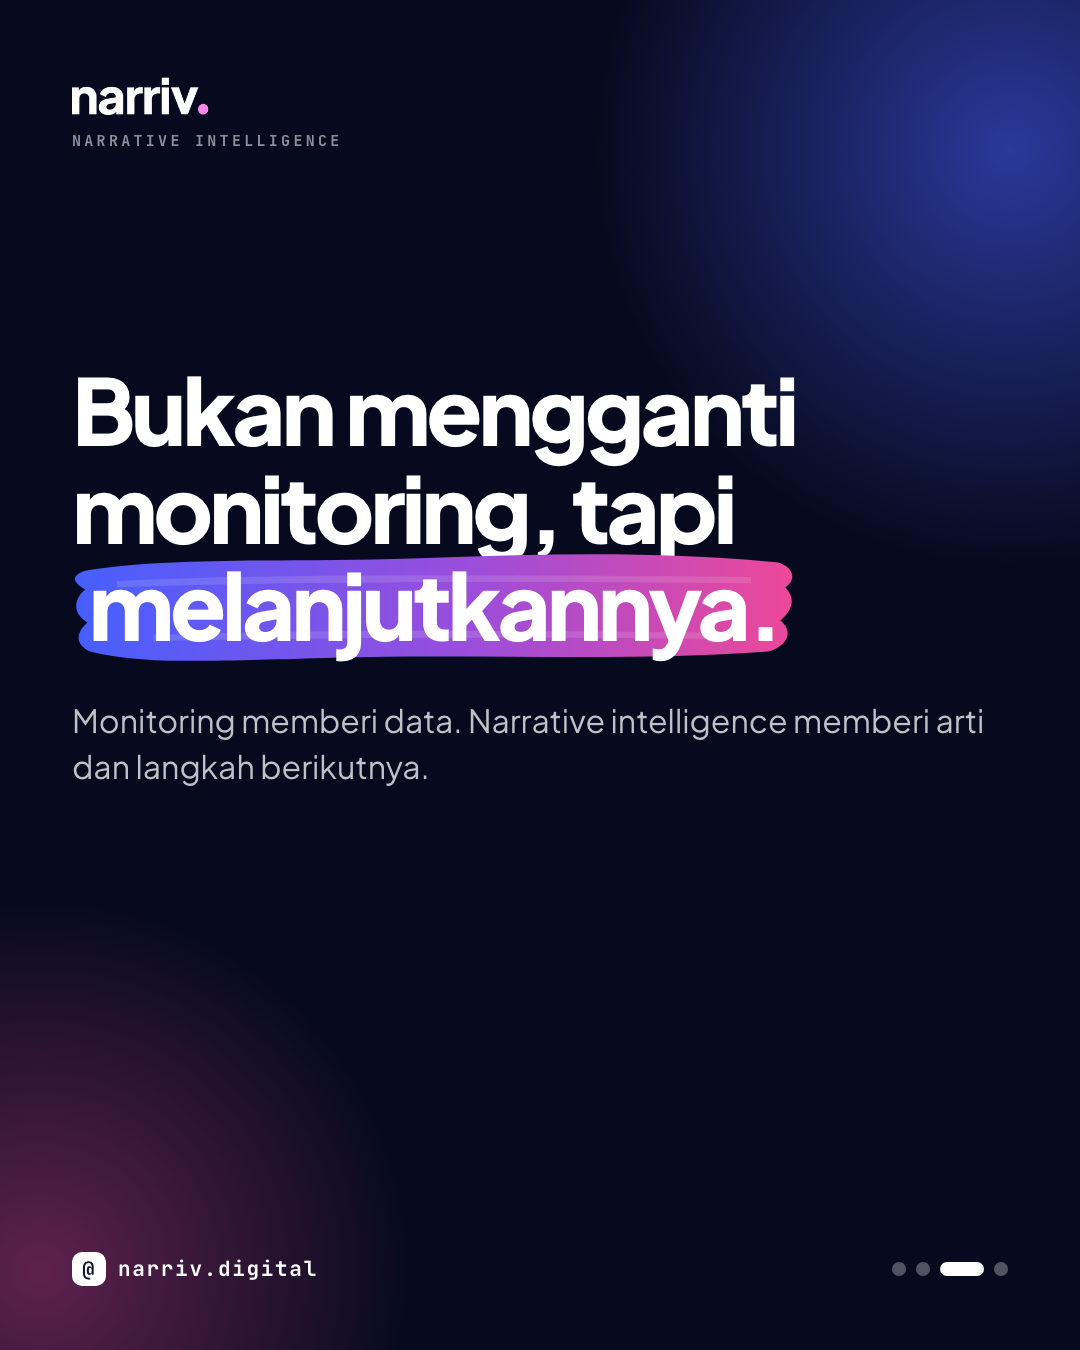 narriv.
NARRATIVE INTELLIGENCE
Bukan mengganti
monitoring, tapi
melanjutkannya.
Monitoring memberi data. Narrative intelligence memberi arti
dan langkah berikutnya.
@ narriv.digital